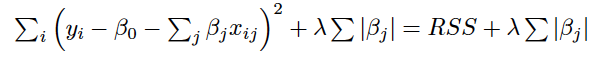 ∑ᵢ (yᵢ − β₀ − ∑ⱼ βⱼxᵢⱼ)² + λ∑|βⱼ| = RSS + λ∑|βⱼ|